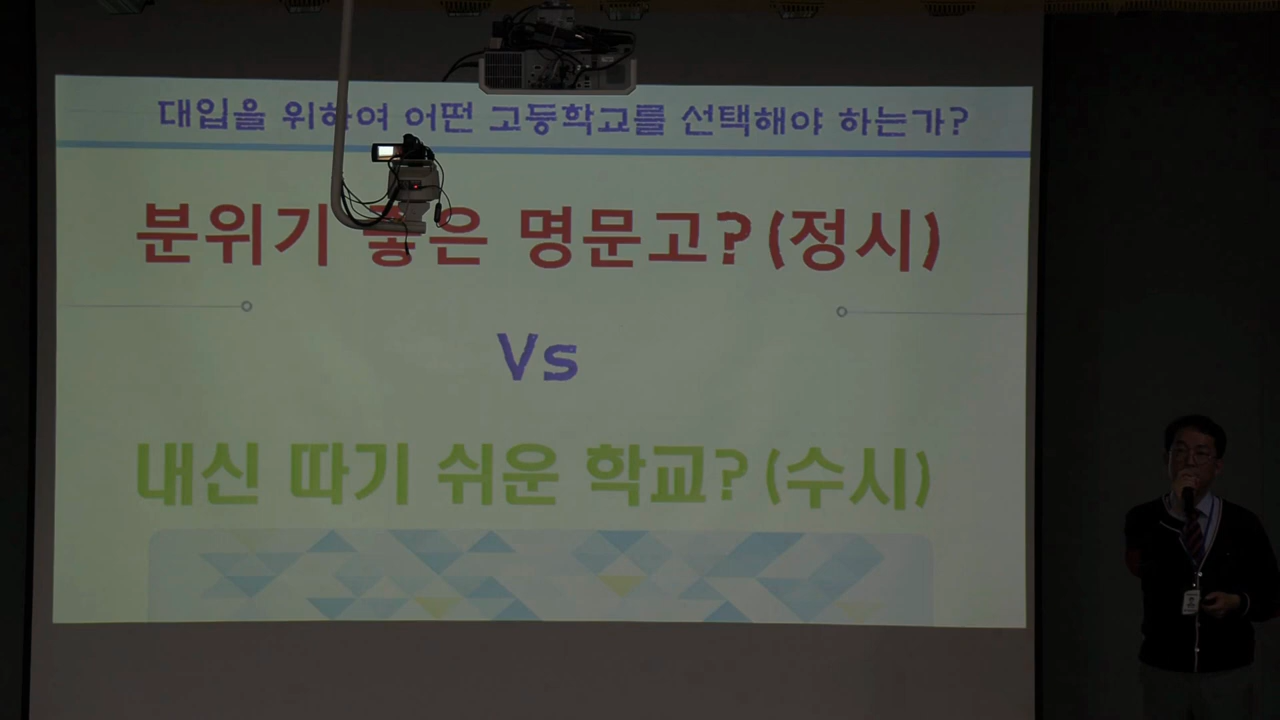 대입을 위하여 어떤 고등학교를 선택해야 하는가?
분위기 좋은 명문고?(정시)
Vs
내신 따기 쉬운 학교?(수시)